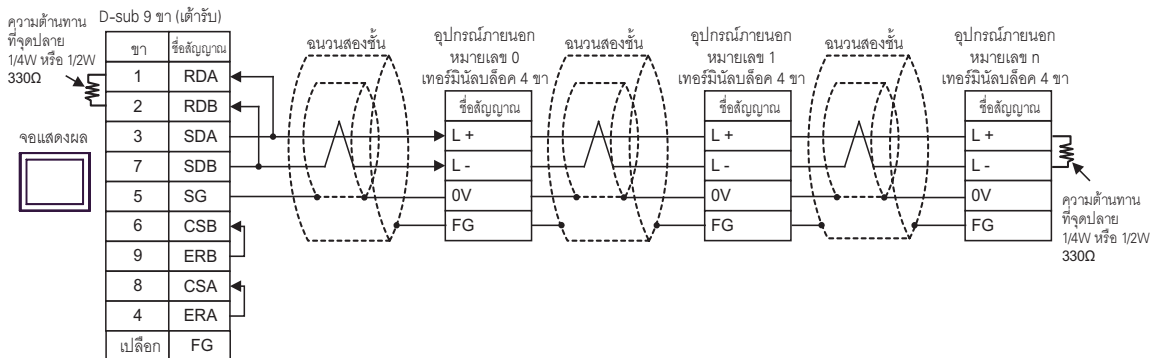 ความต้านทาน
ที่จุดปลาย
1/4W หรือ 1/2W
330Ω
D-sub 9 ขา (เต้ารับ)
ขา ชื่อสัญญาณ
1 RDA
2 RDB
3 SDA
7 SDB
5 SG
6 CSB
9 ERB
8 CSA
4 ERA
เปลือก FG
จอแสดงผล
ฉนวนสองชั้น
อุปกรณ์ภายนอก
หมายเลข 0
เทอร์มินัลบล็อค 4 ขา
ชื่อสัญญาณ
L +
L -
0V
FG
ฉนวนสองชั้น
อุปกรณ์ภายนอก
หมายเลข 1
เทอร์มินัลบล็อค 4 ขา
ชื่อสัญญาณ
L +
L -
0V
FG
ฉนวนสองชั้น
อุปกรณ์ภายนอก
หมายเลข n
เทอร์มินัลบล็อค 4 ขา
ชื่อสัญญาณ
L +
L -
0V
FG
ความต้านทาน
ที่จุดปลาย
1/4W หรือ 1/2W
330Ω